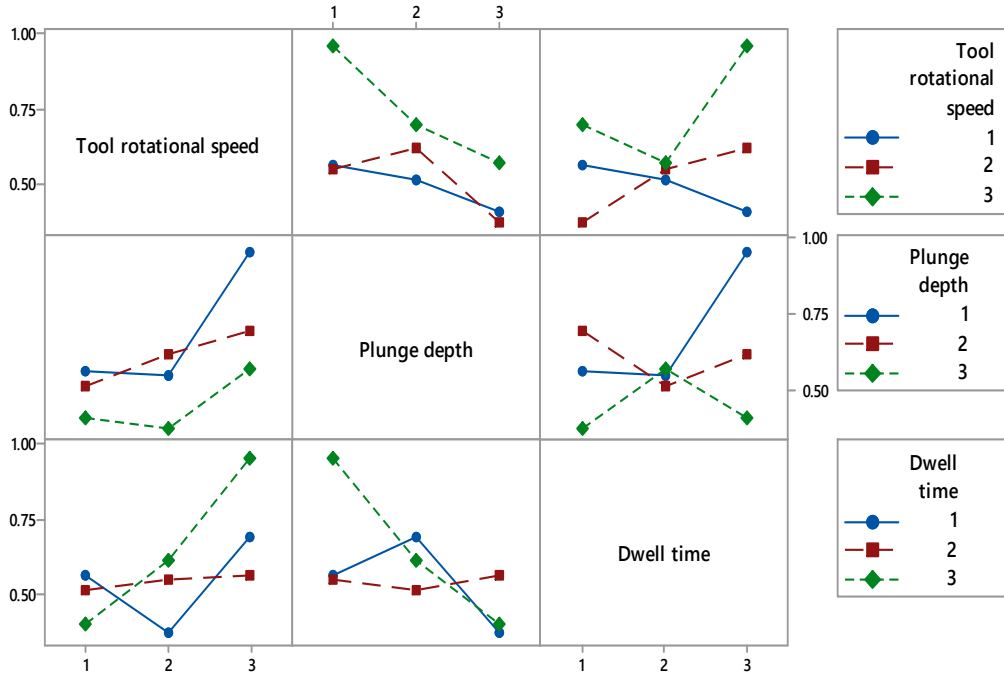 1 2 3
1.00
0.75
0.50
Tool rotational speed
Tool
rotational
speed
1
2
3
Plunge depth
1.00
0.75
0.50
Plunge
depth
1
2
3
1.00
0.75
0.50
Dwell time
Dwell
time
1
2
3
1 2 3 1 2 3